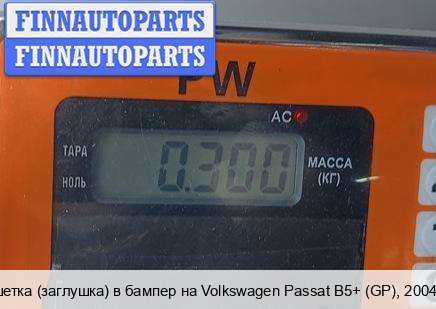 FINNAUTOPARTS
FINNAUTOPARTS
PW
AC
ТАРА
0.300
МАССА
(КГ)
НОЛЬ
шетка (заглушка) в бампер на Volkswagen Passat B5+ (GP), 2004